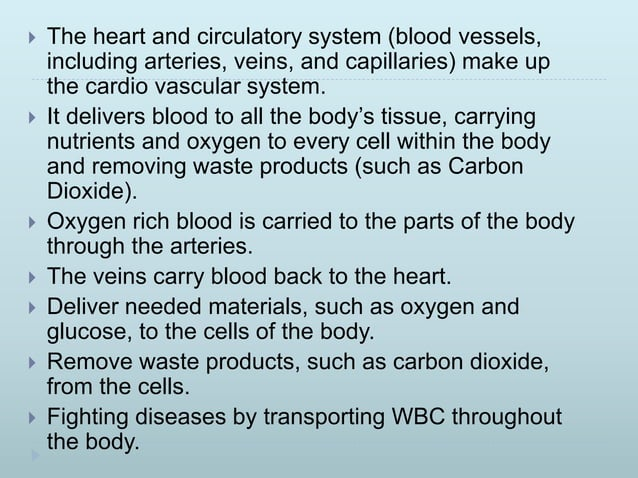 The heart and circulatory system (blood vessels,
including arteries, veins, and capillaries) make up
the cardio vascular system.
It delivers blood to all the body’s tissue, carrying
nutrients and oxygen to every cell within the body
and removing waste products (such as Carbon
Dioxide).
Oxygen rich blood is carried to the parts of the body
through the arteries.
The veins carry blood back to the heart.
Deliver needed materials, such as oxygen and
glucose, to the cells of the body.
Remove waste products, such as carbon dioxide,
from the cells.
Fighting diseases by transporting WBC throughout
the body.